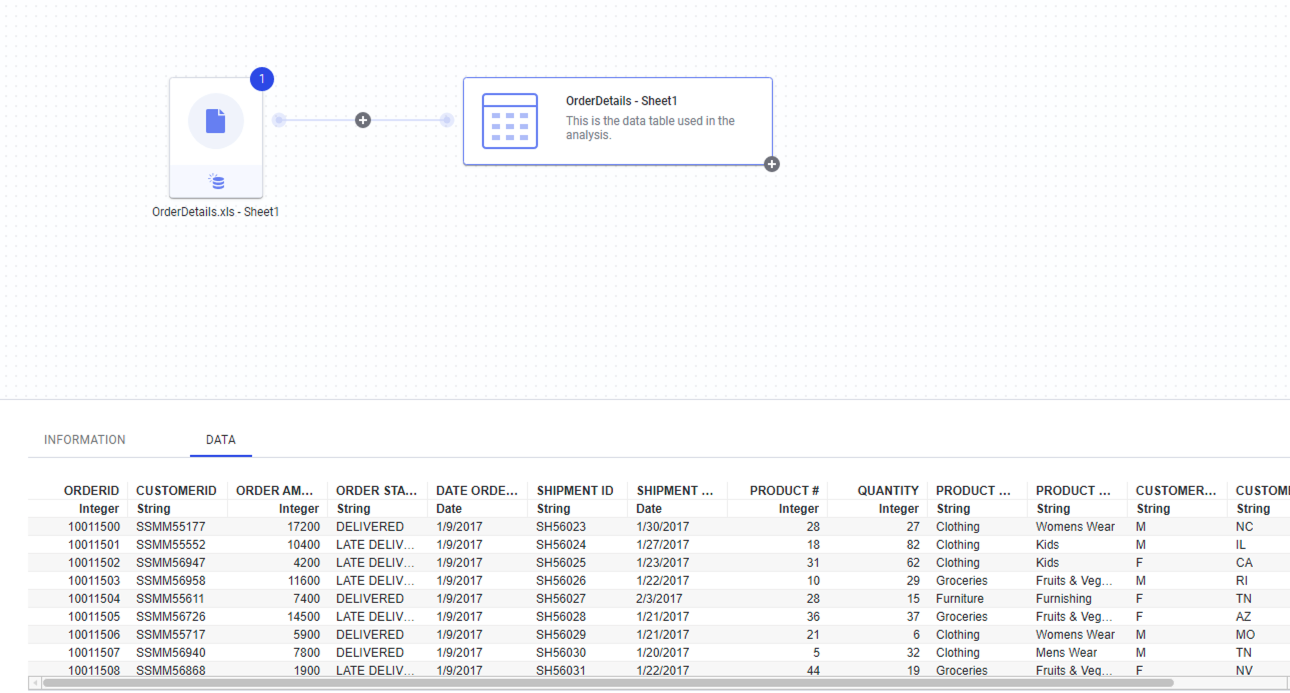 1
OrderDetails - Sheet1
This is the data table used in the
analysis.
OrderDetails.xls - Sheet1
INFORMATION DATA
ORDERID CUSTOMERID ORDER AM... ORDER STA... DATE ORDE... SHIPMENT ID SHIPMENT ... PRODUCT # QUANTITY PRODUCT ... PRODUCT ... CUSTOMER... CUSTOMI
Integer String Integer String Date String Date Integer Integer String String String String
10011500 SSMM55177 17200 DELIVERED 1/9/2017 SH56023 1/30/2017 28 27 Clothing Womens Wear M NC
10011501 SSMM55552 10400 LATE DELIV... 1/9/2017 SH56024 1/27/2017 18 82 Clothing Kids M IL
10011502 SSMM56947 4200 LATE DELIV... 1/9/2017 SH56025 1/23/2017 31 62 Clothing Kids F CA
10011503 SSMM56958 11600 LATE DELIV... 1/9/2017 SH56026 1/22/2017 10 29 Groceries Fruits & Veg... M RI
10011504 SSMM55611 7400 DELIVERED 1/9/2017 SH56027 2/3/2017 28 15 Furniture Furnishing F TN
10011505 SSMM56726 14500 LATE DELIV... 1/9/2017 SH56028 1/21/2017 36 37 Groceries Fruits & Veg... F AZ
10011506 SSMM55717 5900 DELIVERED 1/9/2017 SH56029 1/21/2017 21 6 Clothing Womens Wear M MO
10011507 SSMM56940 7800 DELIVERED 1/9/2017 SH56030 1/20/2017 5 32 Clothing Mens Wear M TN
10011508 SSMM56868 1900 LATE DELIV... 1/9/2017 SH56031 1/22/2017 44 19 Groceries Fruits & Veg... F NV